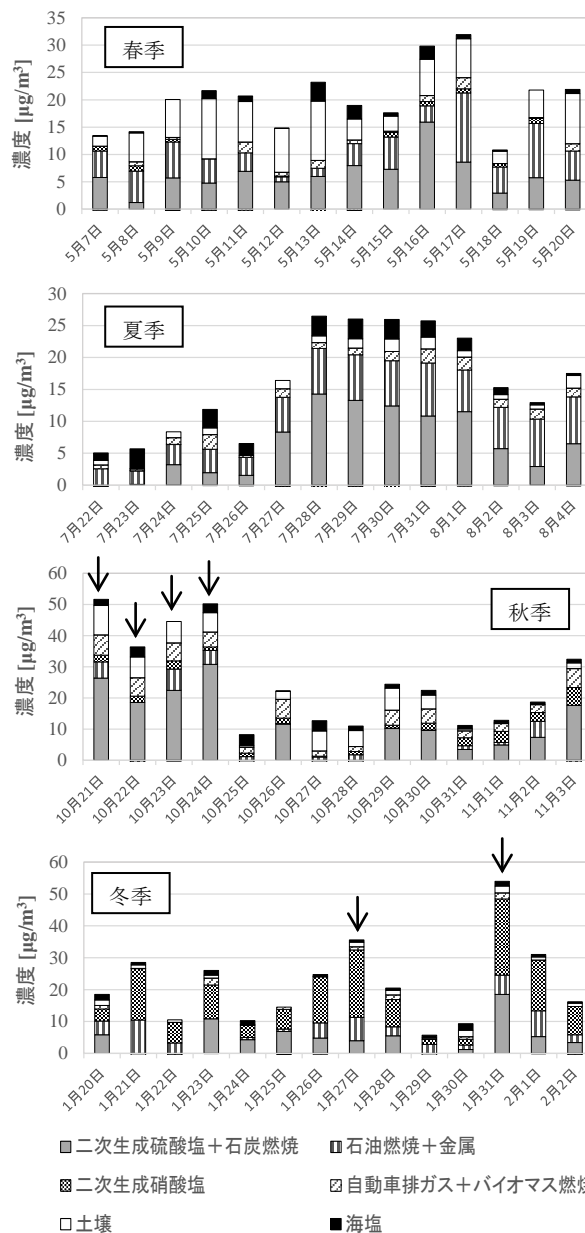 春季
濃度 [μg/m³]
35
30
25
20
15
10
5
0
5月7日
5月8日
5月9日
5月10日
5月11日
5月12日
5月13日
5月14日
5月15日
5月16日
5月17日
5月18日
5月19日
5月20日
夏季
濃度 [μg/m³]
30
25
20
15
10
5
0
7月22日
7月23日
7月24日
7月25日
7月26日
7月27日
7月28日
7月29日
7月30日
7月31日
8月1日
8月2日
8月3日
8月4日
秋季
濃度 [μg/m³]
60
50
40
30
20
10
0
10月21日
10月22日
10月23日
10月24日
10月25日
10月26日
10月27日
10月28日
10月29日
10月30日
10月31日
11月1日
11月2日
11月3日
冬季
濃度 [μg/m³]
60
50
40
30
20
10
0
1月20日
1月21日
1月22日
1月23日
1月24日
1月25日
1月26日
1月27日
1月28日
1月29日
1月30日
1月31日
2月1日
2月2日
二次生成硫酸塩＋石炭燃焼
石油燃焼＋金属
二次生成硝酸塩
自動車排ガス＋バイオマス燃焼
土壌
海塩